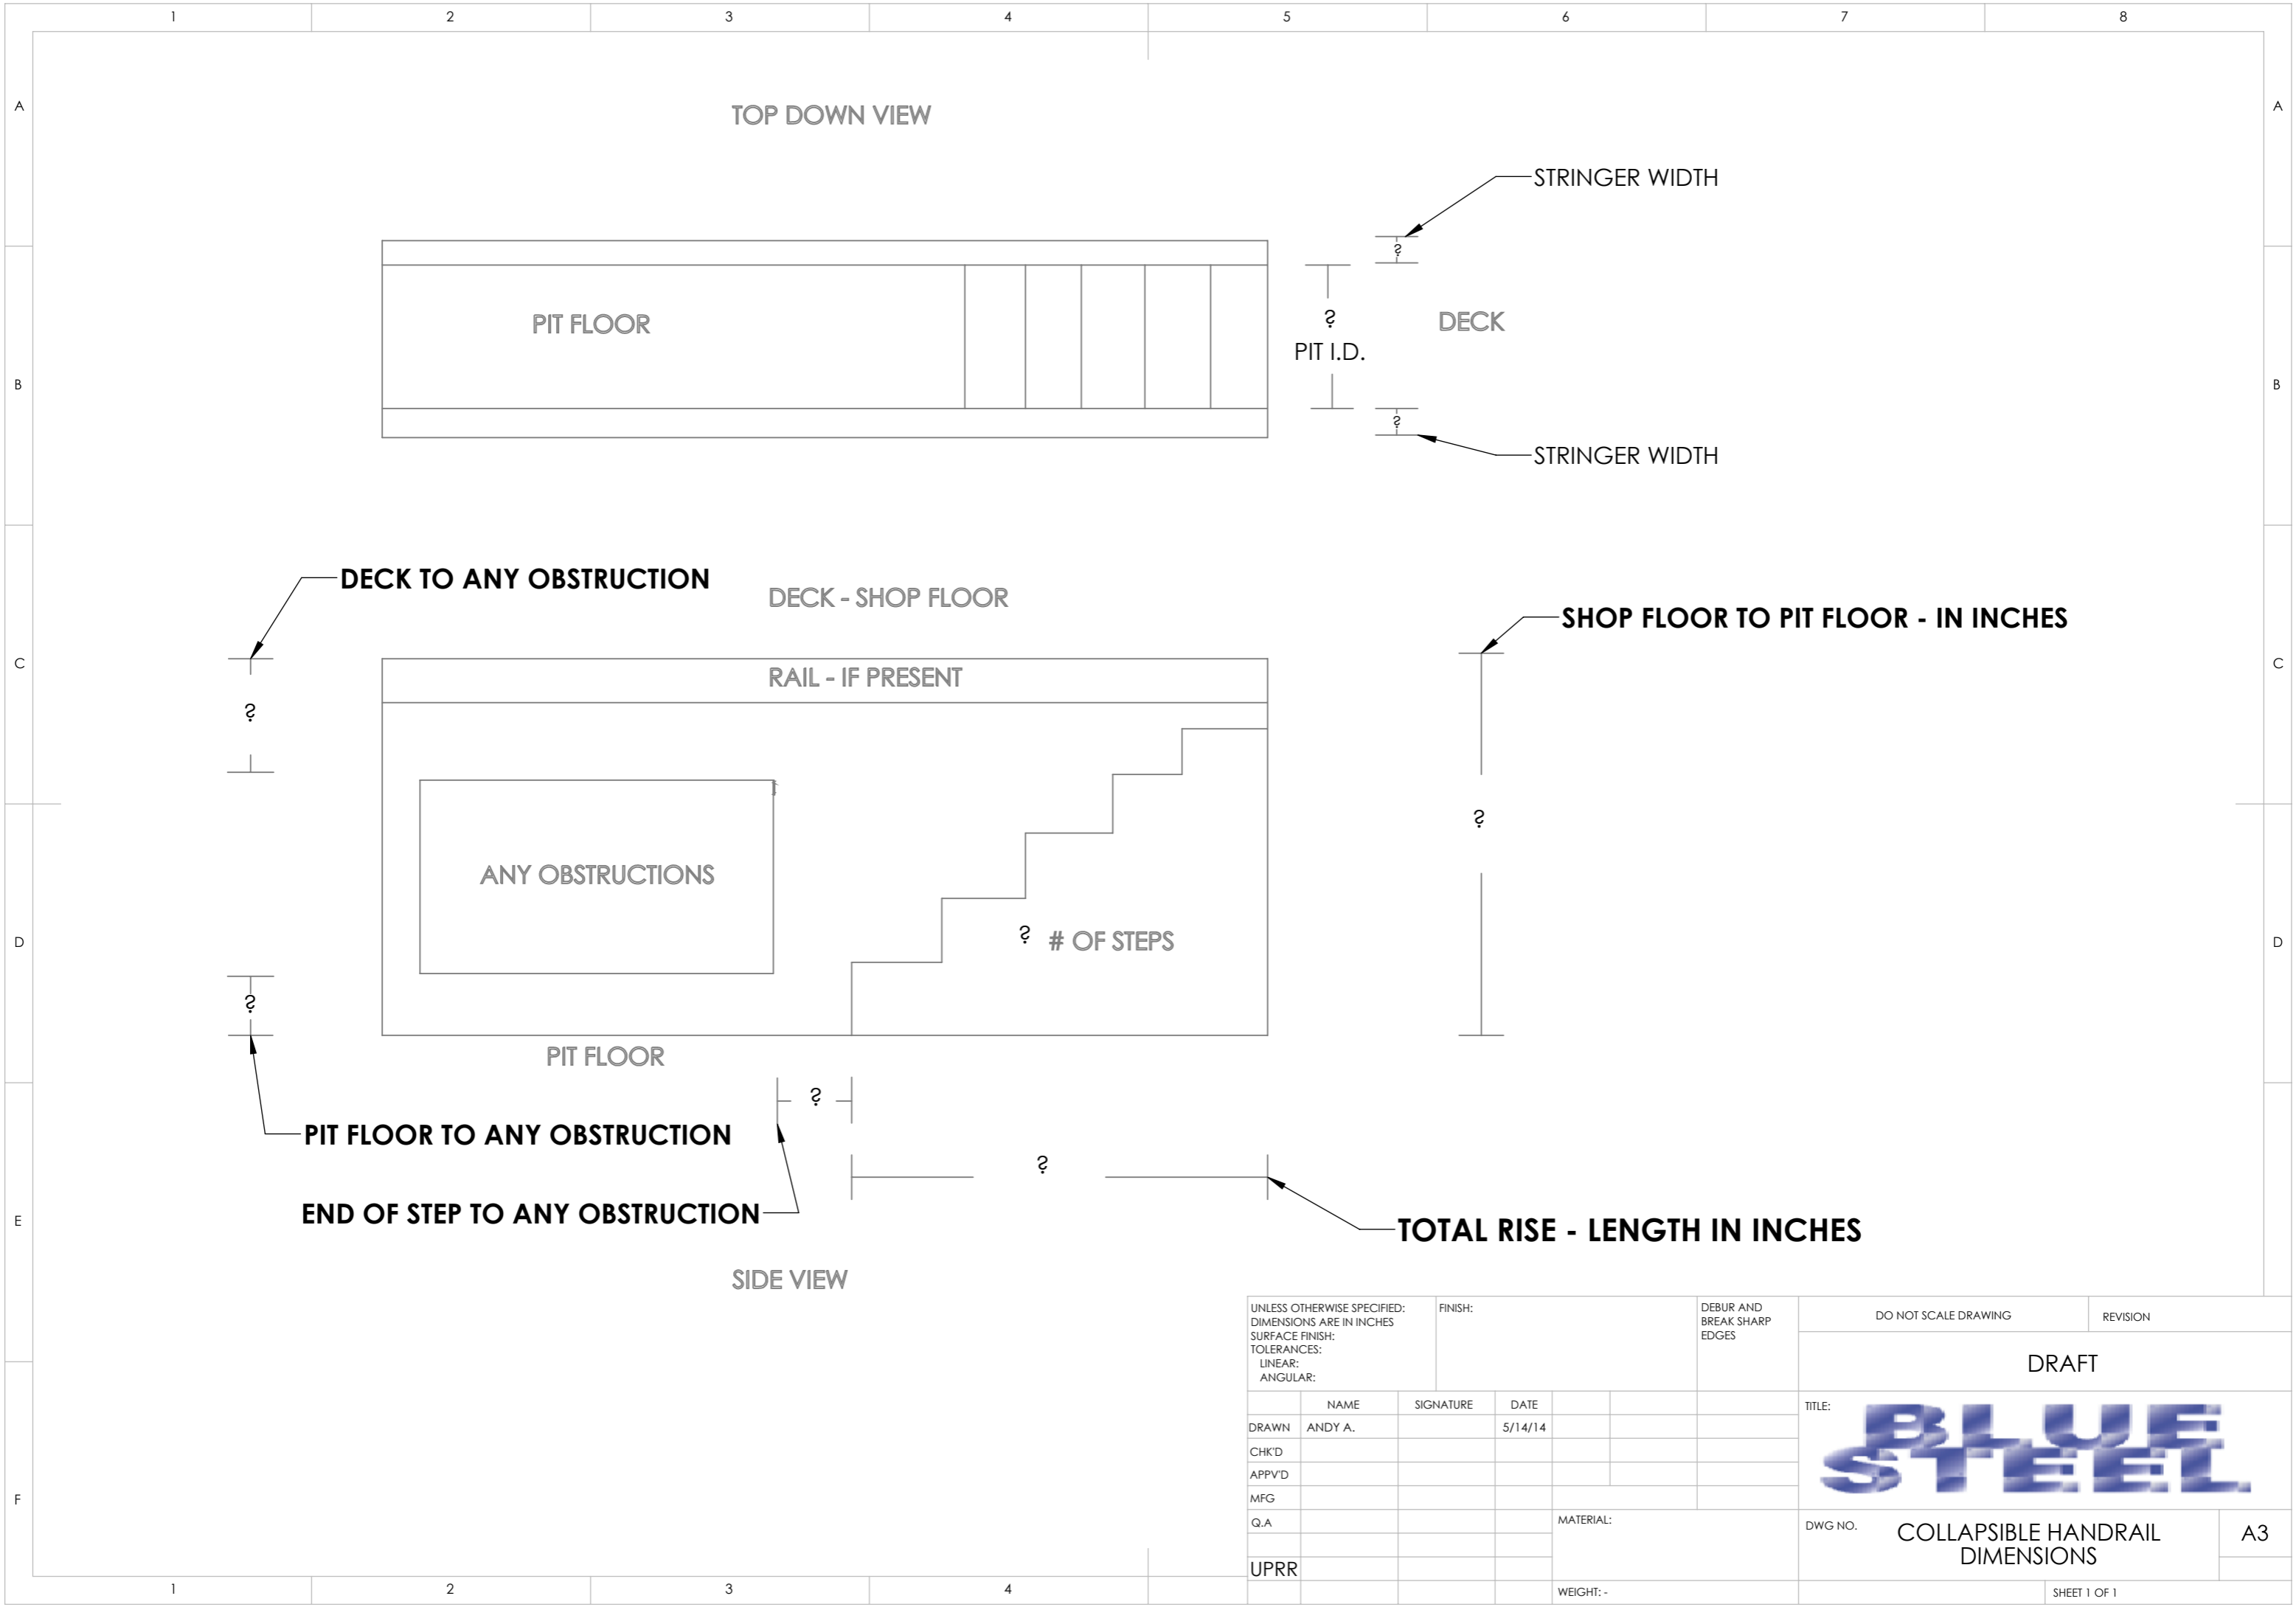 1 2 3 4 5 6 7 8
A A
TOP DOWN VIEW
STRINGER WIDTH
?
PIT FLOOR
?
DECK
PIT I.D.
B B
?
STRINGER WIDTH
DECK TO ANY OBSTRUCTION
DECK - SHOP FLOOR
SHOP FLOOR TO PIT FLOOR - IN INCHES
C C
RAIL - IF PRESENT
?
?
ANY OBSTRUCTIONS
? # OF STEPS
D D
?
PIT FLOOR
?
PIT FLOOR TO ANY OBSTRUCTION
?
END OF STEP TO ANY OBSTRUCTION
E
TOTAL RISE - LENGTH IN INCHES
SIDE VIEW
UNLESS OTHERWISE SPECIFIED:
DIMENSIONS ARE IN INCHES
SURFACE FINISH:
TOLERANCES:
LINEAR:
ANGULAR:
FINISH:
DEBUR AND
BREAK SHARP
EDGES
DO NOT SCALE DRAWING
REVISION
DRAFT
NAME SIGNATURE DATE
DRAWN ANDY A. 5/14/14
CHK'D
APPV'D
MFG
Q.A
UPRR
MATERIAL:
WEIGHT: -
TITLE:
BLUE
STEEL
DWG NO.
COLLAPSIBLE HANDRAIL
DIMENSIONS
A3
SHEET 1 OF 1
F
1 2 3 4